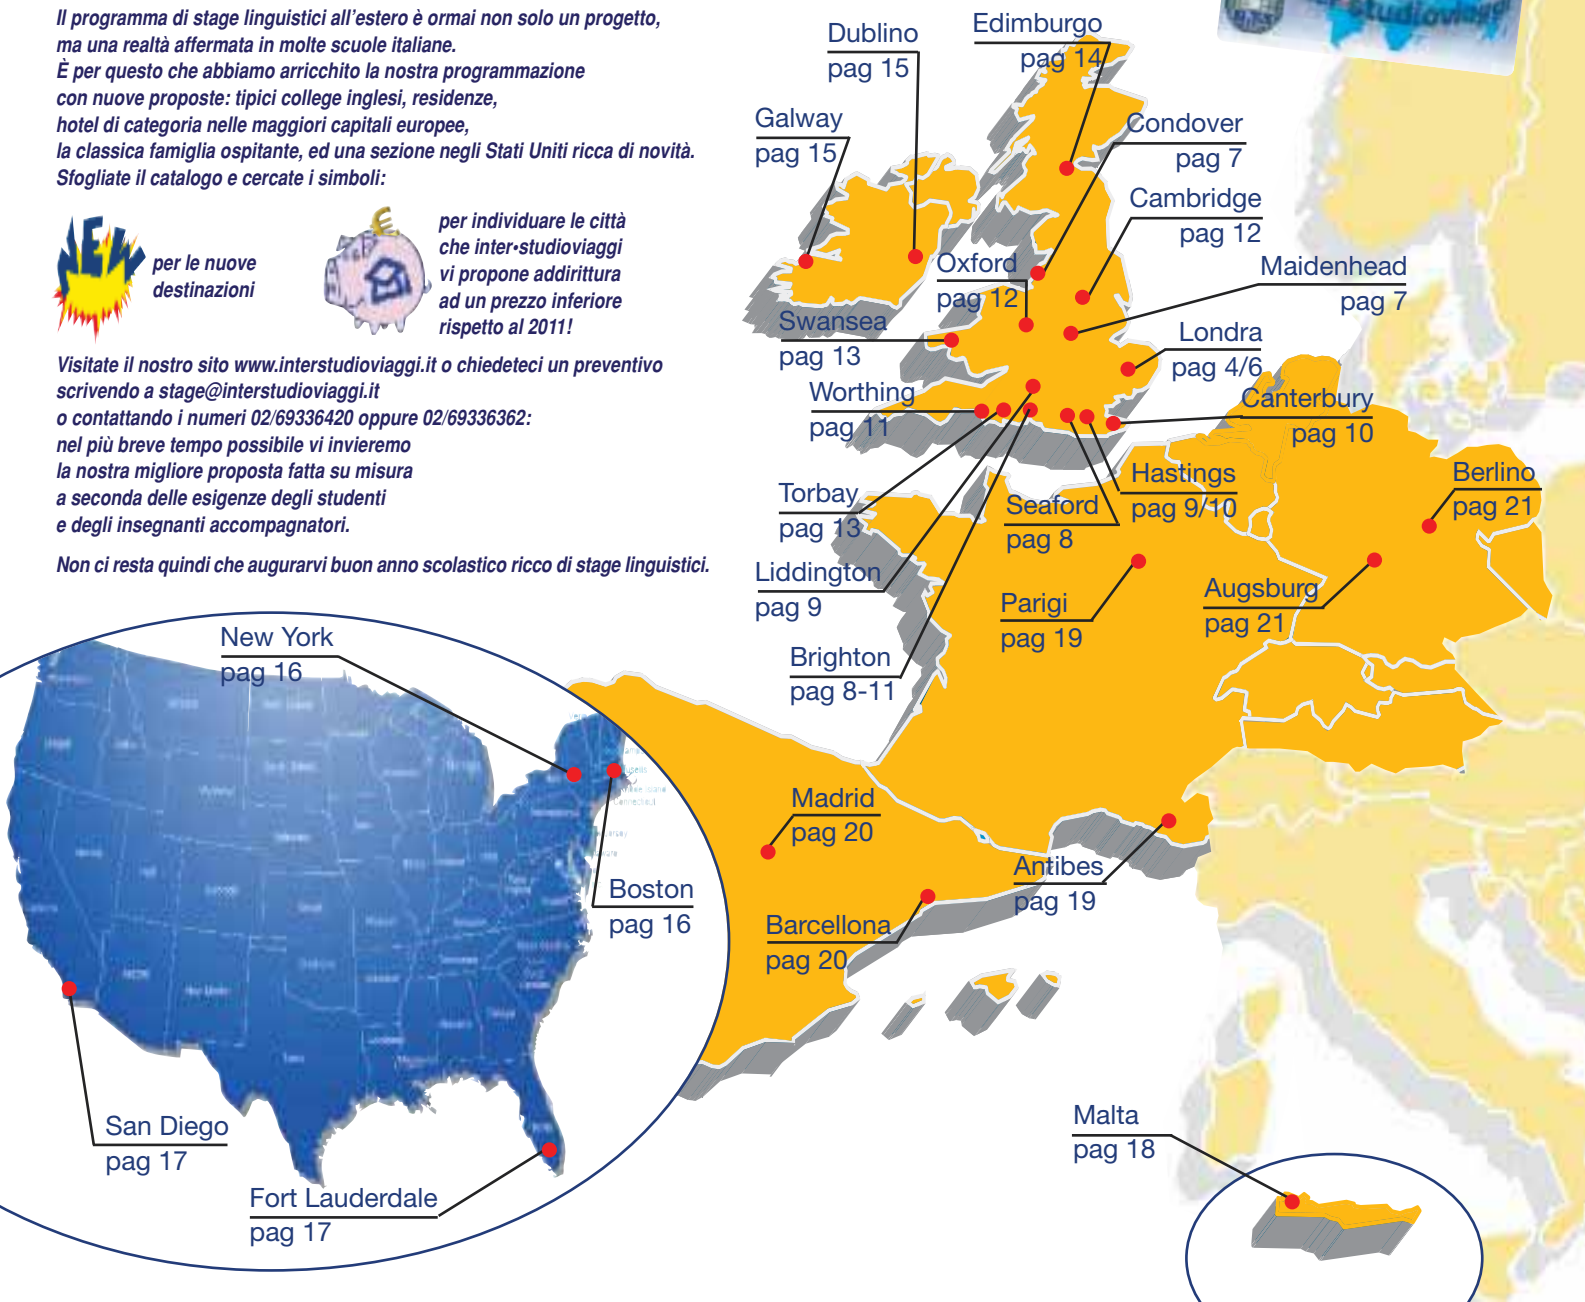 Il programma di stage linguistici all'estero è ormai non solo un progetto,
ma una realtà affermata in molte scuole italiane.
È per questo che abbiamo arricchito la nostra programmazione
con nuove proposte: tipici college inglesi, residenze,
hotel di categoria nelle maggiori capitali europee,
la classica famiglia ospitante, ed una sezione negli Stati Uniti ricca di novità.
Sfogliate il catalogo e cercate i simboli:
NEW
per le nuove
destinazioni
€
per individuare le città
che inter•studioviaggi
vi propone addirittura
ad un prezzo inferiore
rispetto al 2011!
Visitate il nostro sito www.interstudioviaggi.it o chiedeteci un preventivo
scrivendo a stage@interstudioviaggi.it
o contattando i numeri 02/69336420 oppure 02/69336362:
nel più breve tempo possibile vi invieremo
la nostra migliore proposta fatta su misura
a seconda delle esigenze degli studenti
e degli insegnanti accompagnatori.
Non ci resta quindi che augurarvi buon anno scolastico ricco di stage linguistici.
studioviaggi
Dublino
pag 15
Edimburgo
pag 14
Galway
pag 15
Condover
pag 7
Cambridge
pag 12
Oxford
pag 12
Maidenhead
pag 7
Swansea
pag 13
Londra
pag 4/6
Worthing
pag 11
Canterbury
pag 10
Torbay
pag 13
Seaford
pag 8
Hastings
pag 9/10
Berlino
pag 21
Liddington
pag 9
Parigi
pag 19
Augsburg
pag 21
Brighton
pag 8-11
New York
pag 16
Madrid
pag 20
Boston
pag 16
Antibes
pag 19
Barcellona
pag 20
San Diego
pag 17
Fort Lauderdale
pag 17
Malta
pag 18